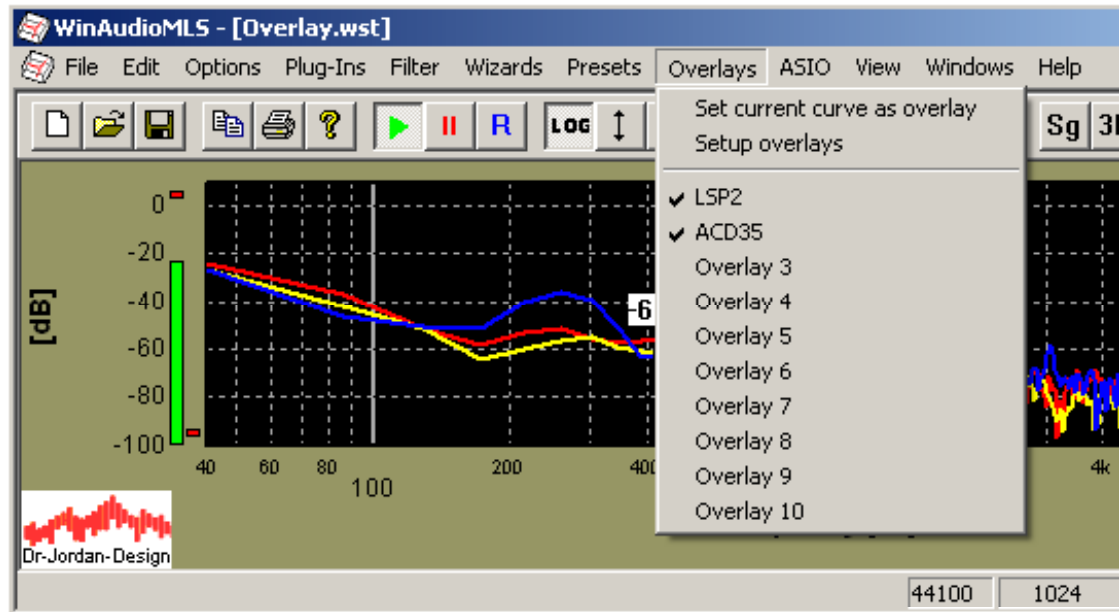 WinAudioMLS - [Overlay.wst]
File Edit Options Plug-Ins Filter Wizards Presets Overlays ASIO View Windows Help
R LOG Sg
Set current curve as overlay
Setup overlays
LSP2
ACD35
Overlay 3
Overlay 4
Overlay 5
Overlay 6
Overlay 7
Overlay 8
Overlay 9
Overlay 10
[dB]
0
-20
-40
-60
-80
-100
-6
40 60 80 100 200 400 4k
Dr-Jordan-Design
44100 1024